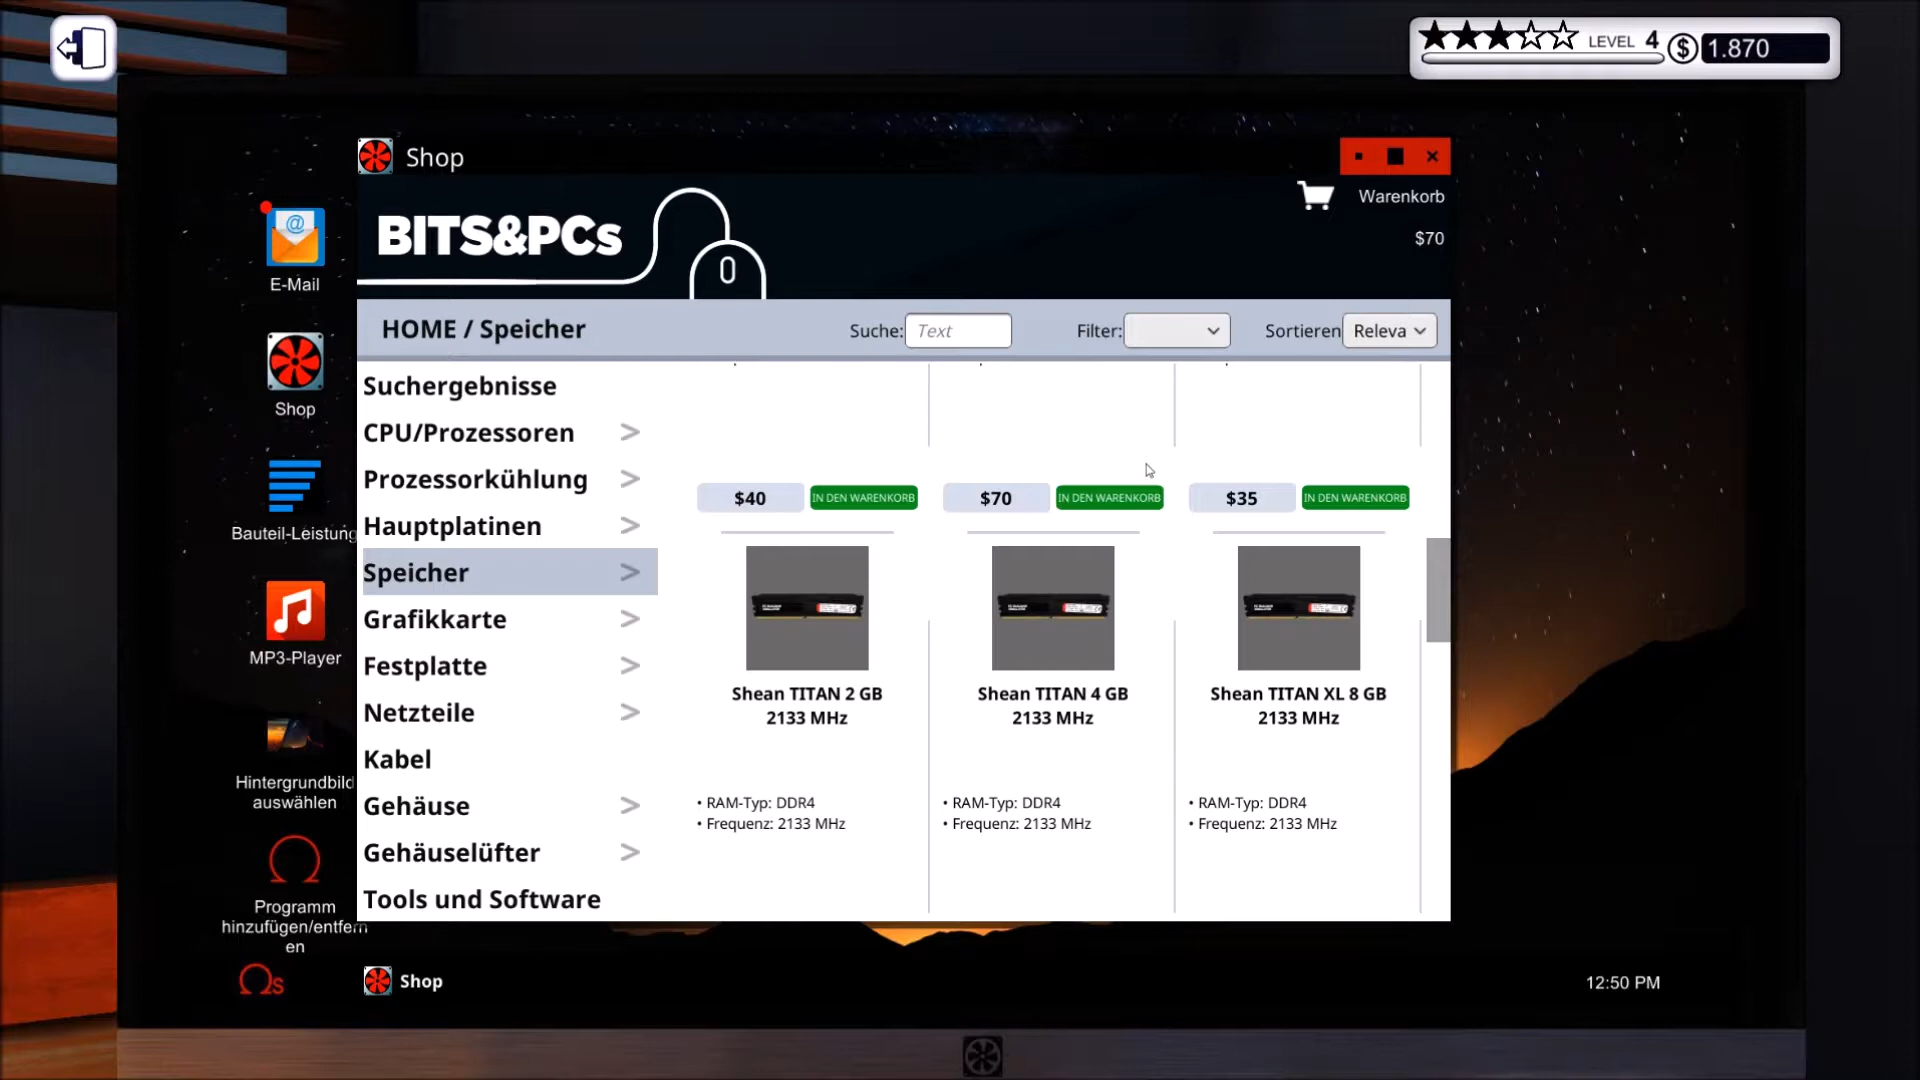 LEVEL 4 $ 1.870
Shop
Warenkorb
BITS&PCs
$70
HOME / Speicher
Suche: Text
Filter:
Sortieren Releva
E-Mail
Shop
Bauteil-Leistung
MP3-Player
Hintergrundbild
auswählen
Programm
hinzufügen/entfern
en
Suchergebnisse
CPU/Prozessoren >
Prozessorkühlung >
Hauptplatinen >
Speicher >
Grafikkarte >
Festplatte >
Netzteile >
Kabel
Gehäuse >
Gehäuselüfter >
Tools und Software
$40 IN DEN WARENKORB
$70 IN DEN WARENKORB
$35 IN DEN WARENKORB
Shean TITAN 2 GB
2133 MHz
• RAM-Typ: DDR4
• Frequenz: 2133 MHz
Shean TITAN 4 GB
2133 MHz
• RAM-Typ: DDR4
• Frequenz: 2133 MHz
Shean TITAN XL 8 GB
2133 MHz
• RAM-Typ: DDR4
• Frequenz: 2133 MHz
Ωs
Shop
12:50 PM